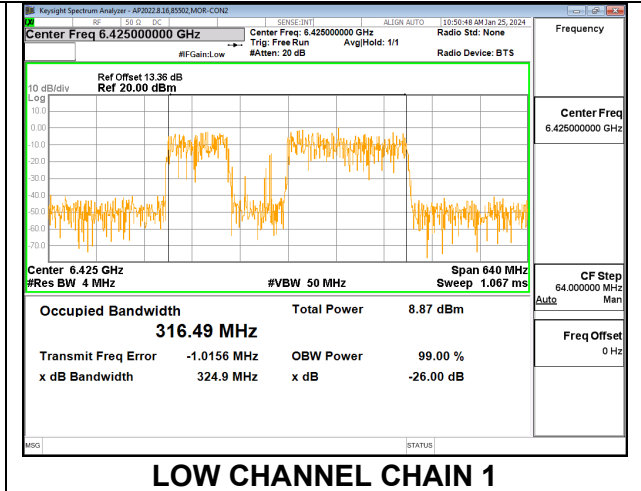 Keysight Spectrum Analyzer - AP2022.8.16,85502,MOR-CON2
LXI RF 50 Ω DC SENSE:INT ALIGN AUTO 10:50:48 AM Jan 25, 2024
Center Freq 6.425000000 GHz Center Freq: 6.425000000 GHz Radio Std: None Frequency
Trig: Free Run Avg|Hold: 1/1
#IFGain:Low #Atten: 20 dB Radio Device: BTS
Ref Offset 13.36 dB
10 dB/div Ref 20.00 dBm
Log
10.0
0.00
-10.0
-20.0
-30.0
-40.0
-50.0
-60.0
-70.0
Center 6.425 GHz Span 640 MHz
#Res BW 4 MHz #VBW 50 MHz Sweep 1.067 ms
Occupied Bandwidth Total Power 8.87 dBm
316.49 MHz
Transmit Freq Error -1.0156 MHz OBW Power 99.00 %
x dB Bandwidth 324.9 MHz x dB -26.00 dB
Center Freq
6.425000000 GHz
CF Step
64.000000 MHz
Auto Man
Freq Offset
0 Hz
MSG STATUS
LOW CHANNEL CHAIN 1